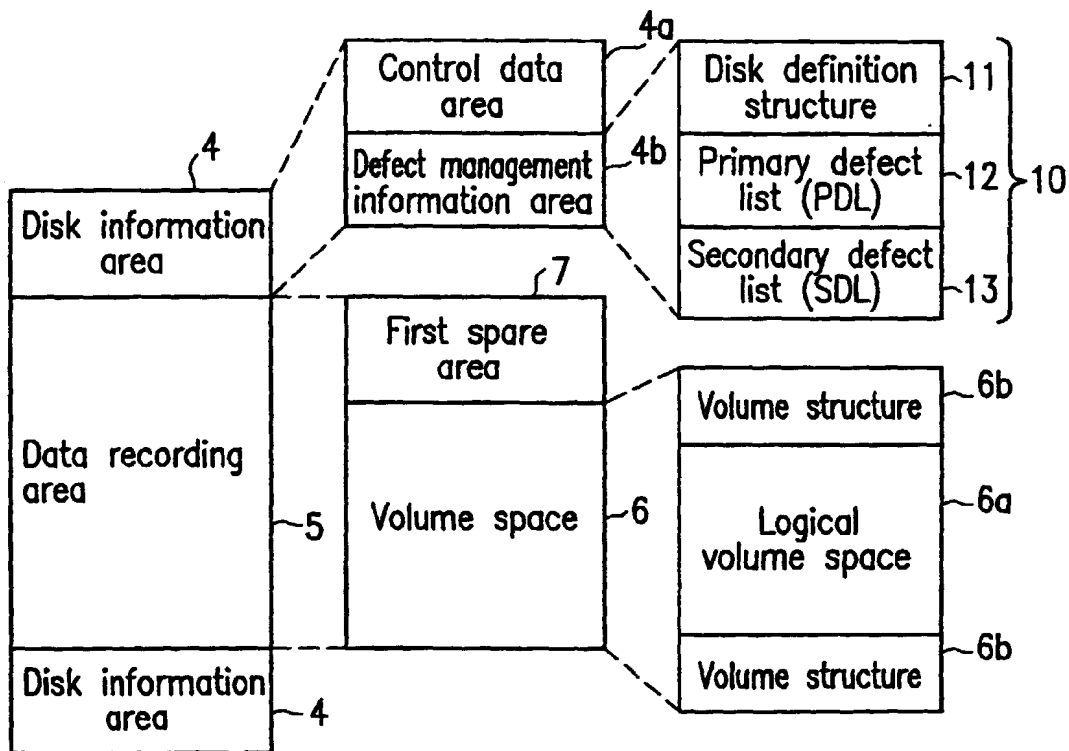 4
Disk information
area
Data recording
area
5
Disk information
area
4
4a
Control data
area
4b
Defect management
information area
7
First spare
area
Volume space
6
Disk definition
structure
11
Primary defect
list (PDL)
12
Secondary defect
list (SDL)
13
10
6b
Volume structure
6a
Logical
volume space
6b
Volume structure